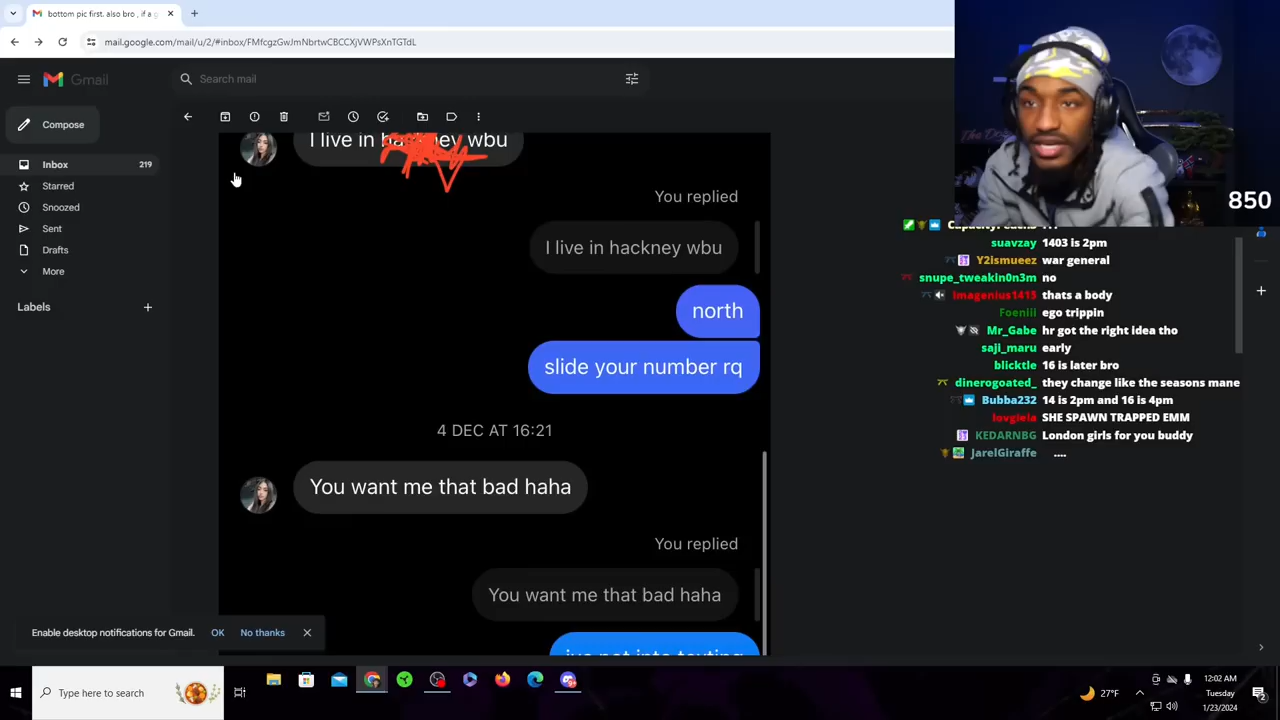 bottom pic first. also bro , if a g
mail.google.com/mail/u/2/#inbox/FMfcgzGwJmNbrtwCBCCXjVWPsXnTGTdL
Gmail
Search mail
Compose
Inbox
219
Starred
Snoozed
Sent
Drafts
More
Labels
I live in hackney wbu
You replied
I live in hackney wbu
north
slide your number rq
4 DEC AT 16:21
You want me that bad haha
You replied
You want me that bad haha
Enable desktop notifications for Gmail.
OK
No thanks
850
suavzay 1403 is 2pm
Y2ismueez war general
snupe_tweakin0n3m no
imagenius1415 thats a body
Foeniii ego trippin
Mr_Gabe hr got the right idea tho
saji_maru early
blicktle 16 is later bro
dinerogoated_ they change like the seasons mane
Bubba232 14 is 2pm and 16 is 4pm
lovgiela SHE SPAWN TRAPPED EMM
KEDARNBG London girls for you buddy
JarelGiraffe ....
Type here to search
27°F
12:02 AM
Tuesday
1/23/2024
2